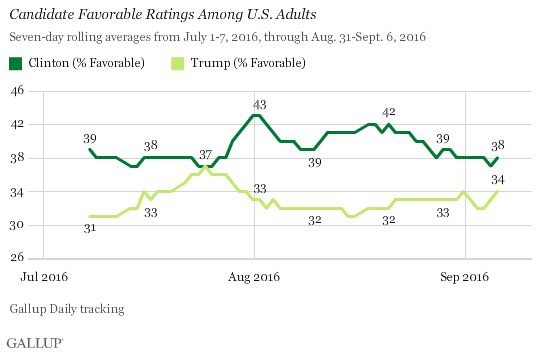 Candidate Favorable Ratings Among U.S. Adults
Seven-day rolling averages from July 1-7, 2016, through Aug. 31-Sept. 6, 2016
Clinton (% Favorable) Trump (% Favorable)
46
43
42 42
39 38 39 38
38 37 39
34 33 34
31 33 32 32 33
30
26
Jul 2016 Aug 2016 Sep 2016
Gallup Daily tracking
GALLUP®